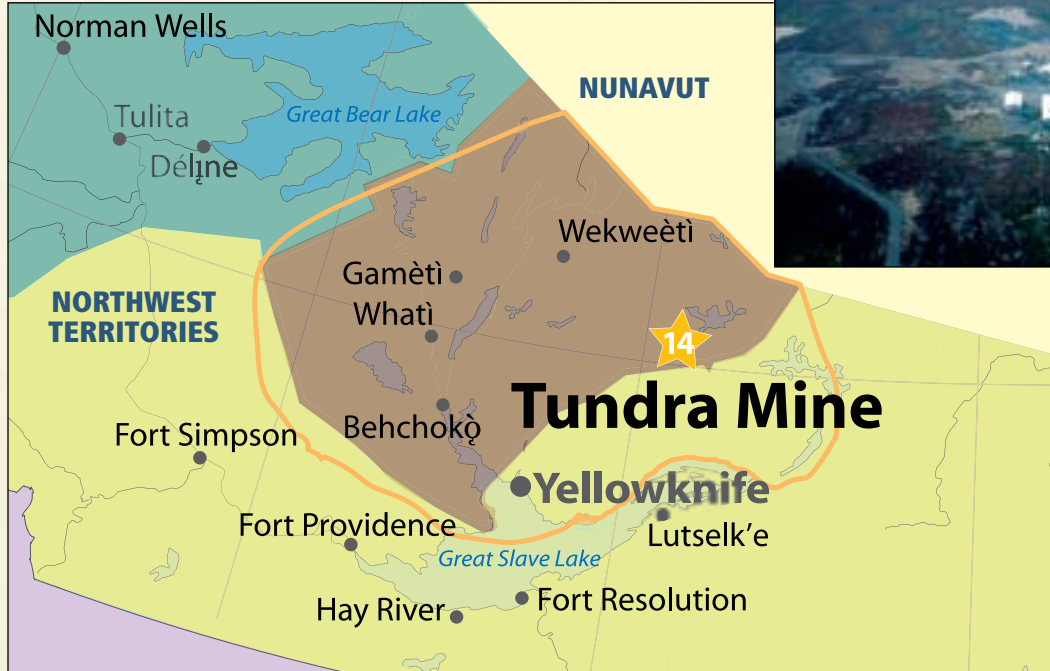 Norman Wells
NUNAVUT
Great Bear Lake
Tulita
Délı̨ne
Wekweètì
Gamètì
NORTHWEST
TERRITORIES
Whatì
14
Tundra Mine
Behchokǫ̀
Fort Simpson
Yellowknife
Fort Providence
Lutselk’e
Great Slave Lake
Hay River
Fort Resolution